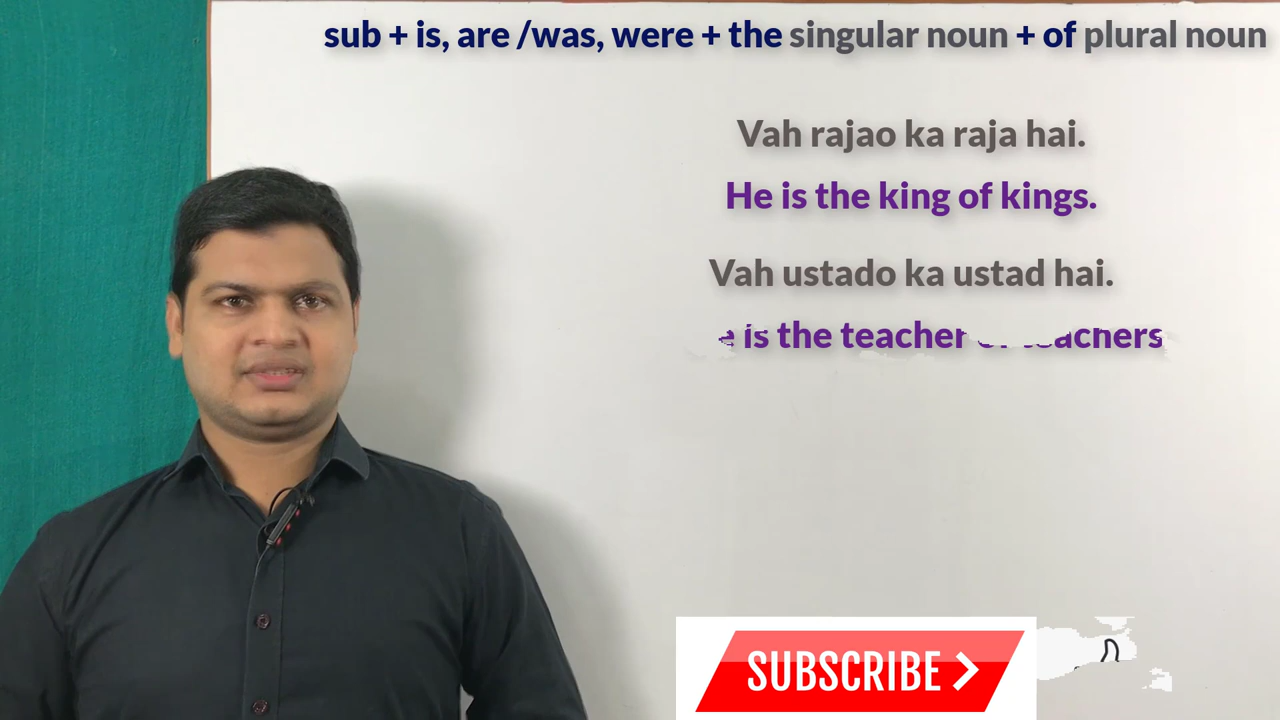 sub + is, are /was, were + the singular noun + of plural noun
Vah rajao ka raja hai.
He is the king of kings.
Vah ustado ka ustad hai.
is the teacher
SUBSCRIBE